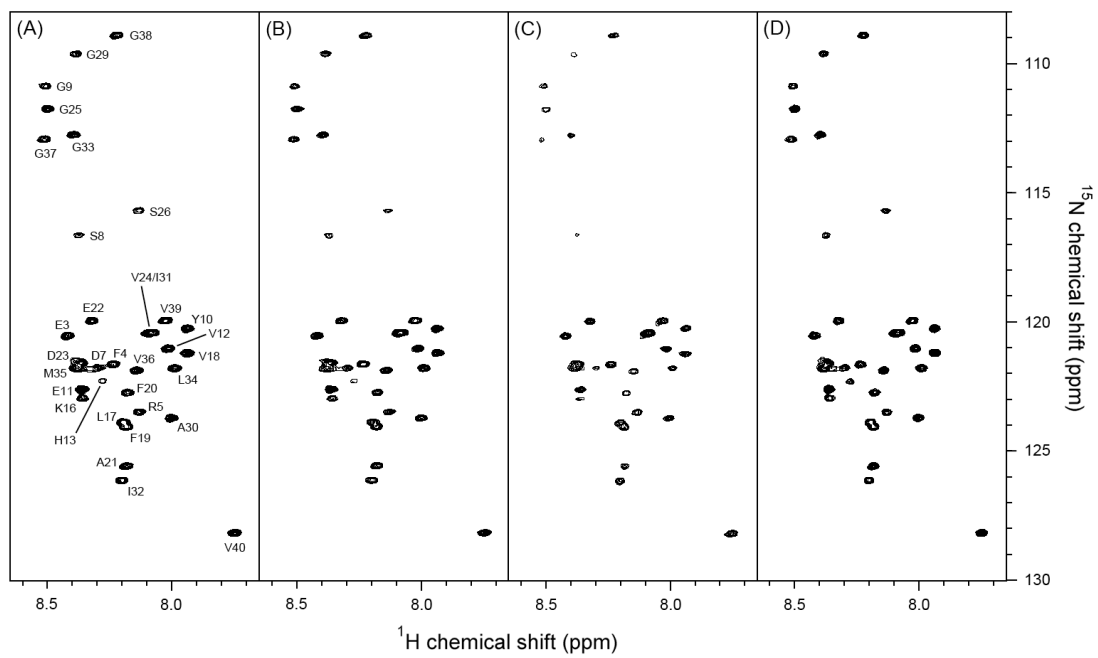 (A) (B) (C) (D)
G38
G29
G9
G25
G33
G37
S26
S8
V24/I31
E22 V39
E3 Y10
V12
D23 D7 F4 V36 V18
M35 L34
E11 F20
K16 R5
L17 A30
H13 F19
A21
I32
V40
110
115
120
125
130
15N chemical shift (ppm)
8.5 8.0 8.5 8.0 8.5 8.0 8.5 8.0
1H chemical shift (ppm)